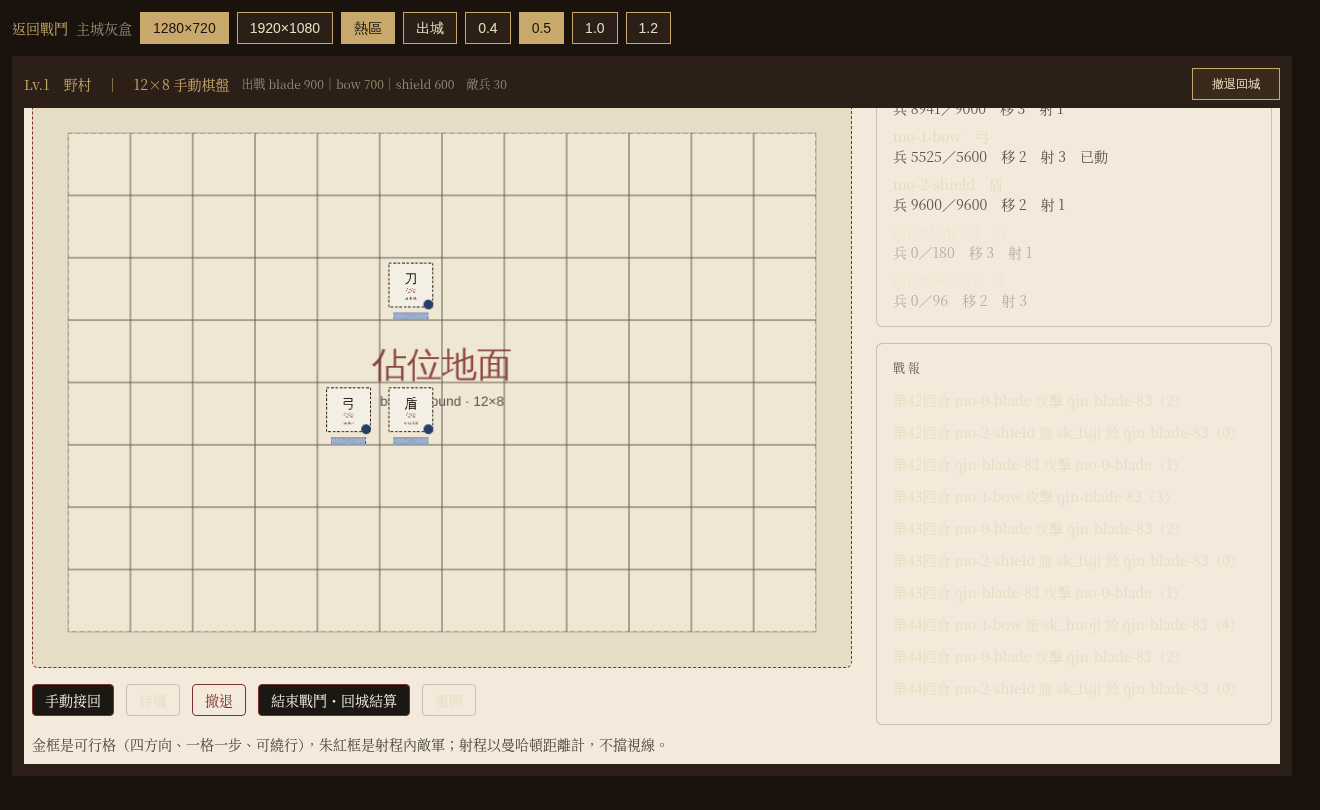 返回戰鬥 主城灰盒 1280×720 1920×1080 熱區 出城 0.4 0.5 1.0 1.2
Lv.1 野村 ｜ 12×8 手動棋盤 出戰 blade 900｜bow 700｜shield 600 敵兵 30 撤退回城
兵 8941／9000 移 3 射 1
mo-1-bow 弓
兵 5525／5600 移 2 射 3 已動
mo-2-shield 盾
兵 9600／9600 移 2 射 1
qin-blade-83 刀
兵 0／180 移 3 射 1
qin-bow-105 弓
兵 0／96 移 2 射 3
刀
佔位地面
弓
盾
ound · 12×8
戰報
第42回合 mo-0-blade 攻擊 qin-blade-83（2）
第42回合 mo-2-shield 施 sk_tuji 於 qin-blade-83（0）
第42回合 qin-blade-83 攻擊 mo-0-blade（1）
第43回合 mo-1-bow 攻擊 qin-blade-83（3）
第43回合 mo-0-blade 攻擊 qin-blade-83（2）
第43回合 mo-2-shield 施 sk_tuji 於 qin-blade-83（0）
第43回合 qin-blade-83 攻擊 mo-0-blade（1）
第44回合 mo-1-bow 施 sk_huoji 於 qin-blade-83（4）
第44回合 mo-0-blade 攻擊 qin-blade-83（2）
第44回合 mo-2-shield 施 sk_tuji 於 qin-blade-83（0）
手動接回 待機 撤退 結束戰鬥・回城結算 重開
金框是可行格（四方向、一格一步、可繞行），朱紅框是射程內敵軍；射程以曼哈頓距離計，不擋視線。